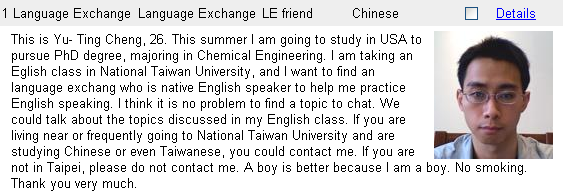 1 Language Exchange Language Exchange LE friend Chinese Details
This is Yu- Ting Cheng, 26. This summer I am going to study in USA to
pursue PhD degree, majoring in Chemical Engineering. I am taking an
Eglish class in National Taiwan University, and I want to find an
language exchang who is native English speaker to help me practice
English speaking. I think it is no problem to find a topic to chat. We
could talk about the topics discussed in my English class. If you are
living near or frequently going to National Taiwan University and are
studying Chinese or even Taiwanese, you could contact me. If you are
not in Taipei, please do not contact me. A boy is better because I am a boy. No smoking.
Thank you very much.